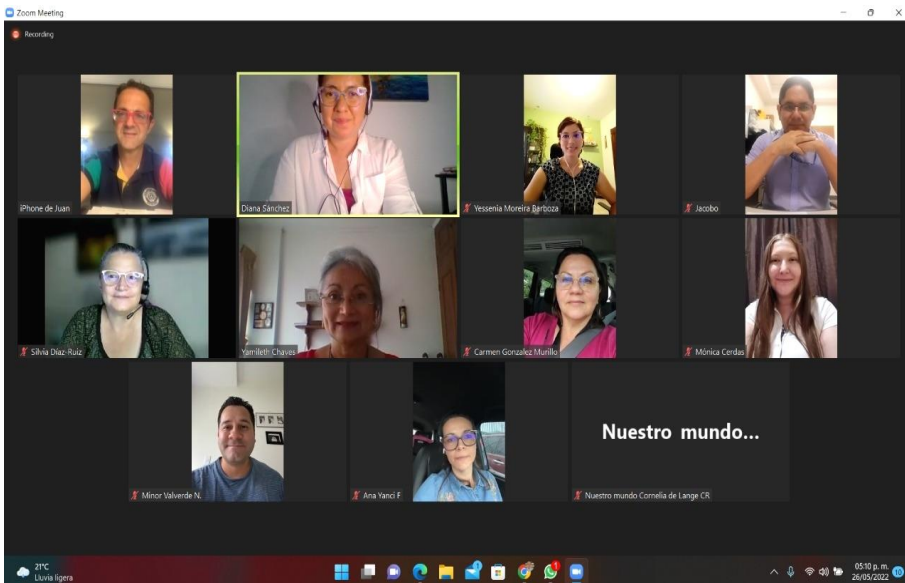 Zoom Meeting
Recording
iPhone de Juan
Diana Sánchez
Yessenia Moreira Barboza
Jacobo
Silvia Díaz-Ruiz
Yamileth Chaves
Carmen Gonzalez Murillo
Mónica Cerdas
Nuestro mundo...
Minor Valverde N.
Ana Yanci F
Nuestro mundo Cornelia de Lange CR
21°C
Lluvia ligera
05:10 p. m.
26/05/2022
10